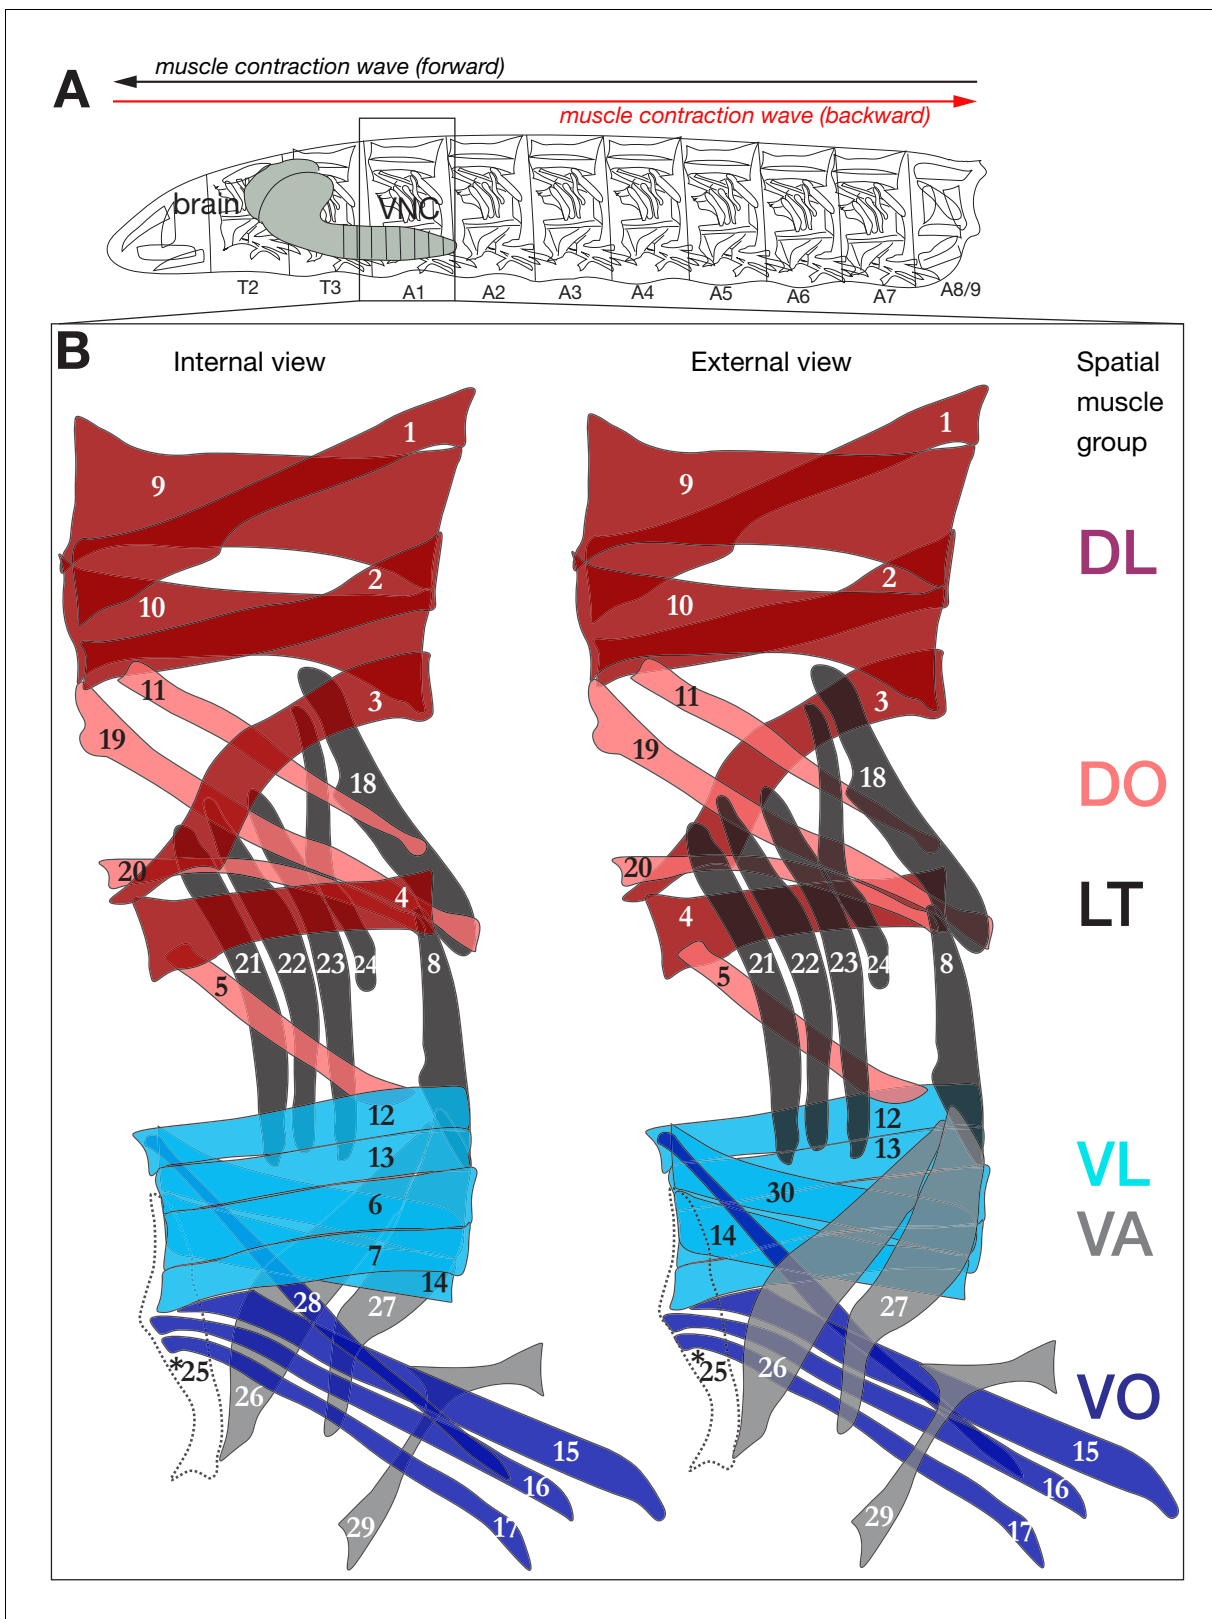 A
muscle contraction wave (forward)
muscle contraction wave (backward)
brain
VNC
T2
T3
A1
A2
A3
A4
A5
A6
A7
A8/9
B
Internal view
External view
Spatial
muscle
group
1
9
2
10
11
3
19
18
20
4
21
22
23
24
8
5
12
13
6
7
14
28
27
*25
26
15
16
17
29
1
9
2
10
11
3
19
18
20
4
21
22
23
24
8
5
12
13
30
14
27
*25
26
15
16
17
29
DL
DO
LT
VL
VA
VO